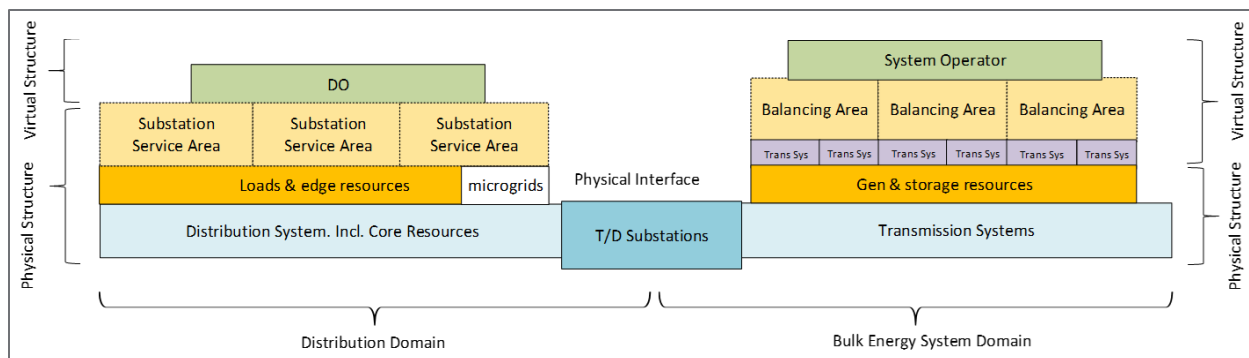 Virtual Structure
Physical Structure
DO
Substation
Service Area
Substation
Service Area
Substation
Service Area
Loads & edge resources
microgrids
Distribution System. Incl. Core Resources
Physical Interface
T/D Substations
System Operator
Balancing Area
Balancing Area
Balancing Area
Trans Sys
Trans Sys
Trans Sys
Trans Sys
Trans Sys
Trans Sys
Gen & storage resources
Transmission Systems
Virtual Structure
Physical Structure
Distribution Domain
Bulk Energy System Domain